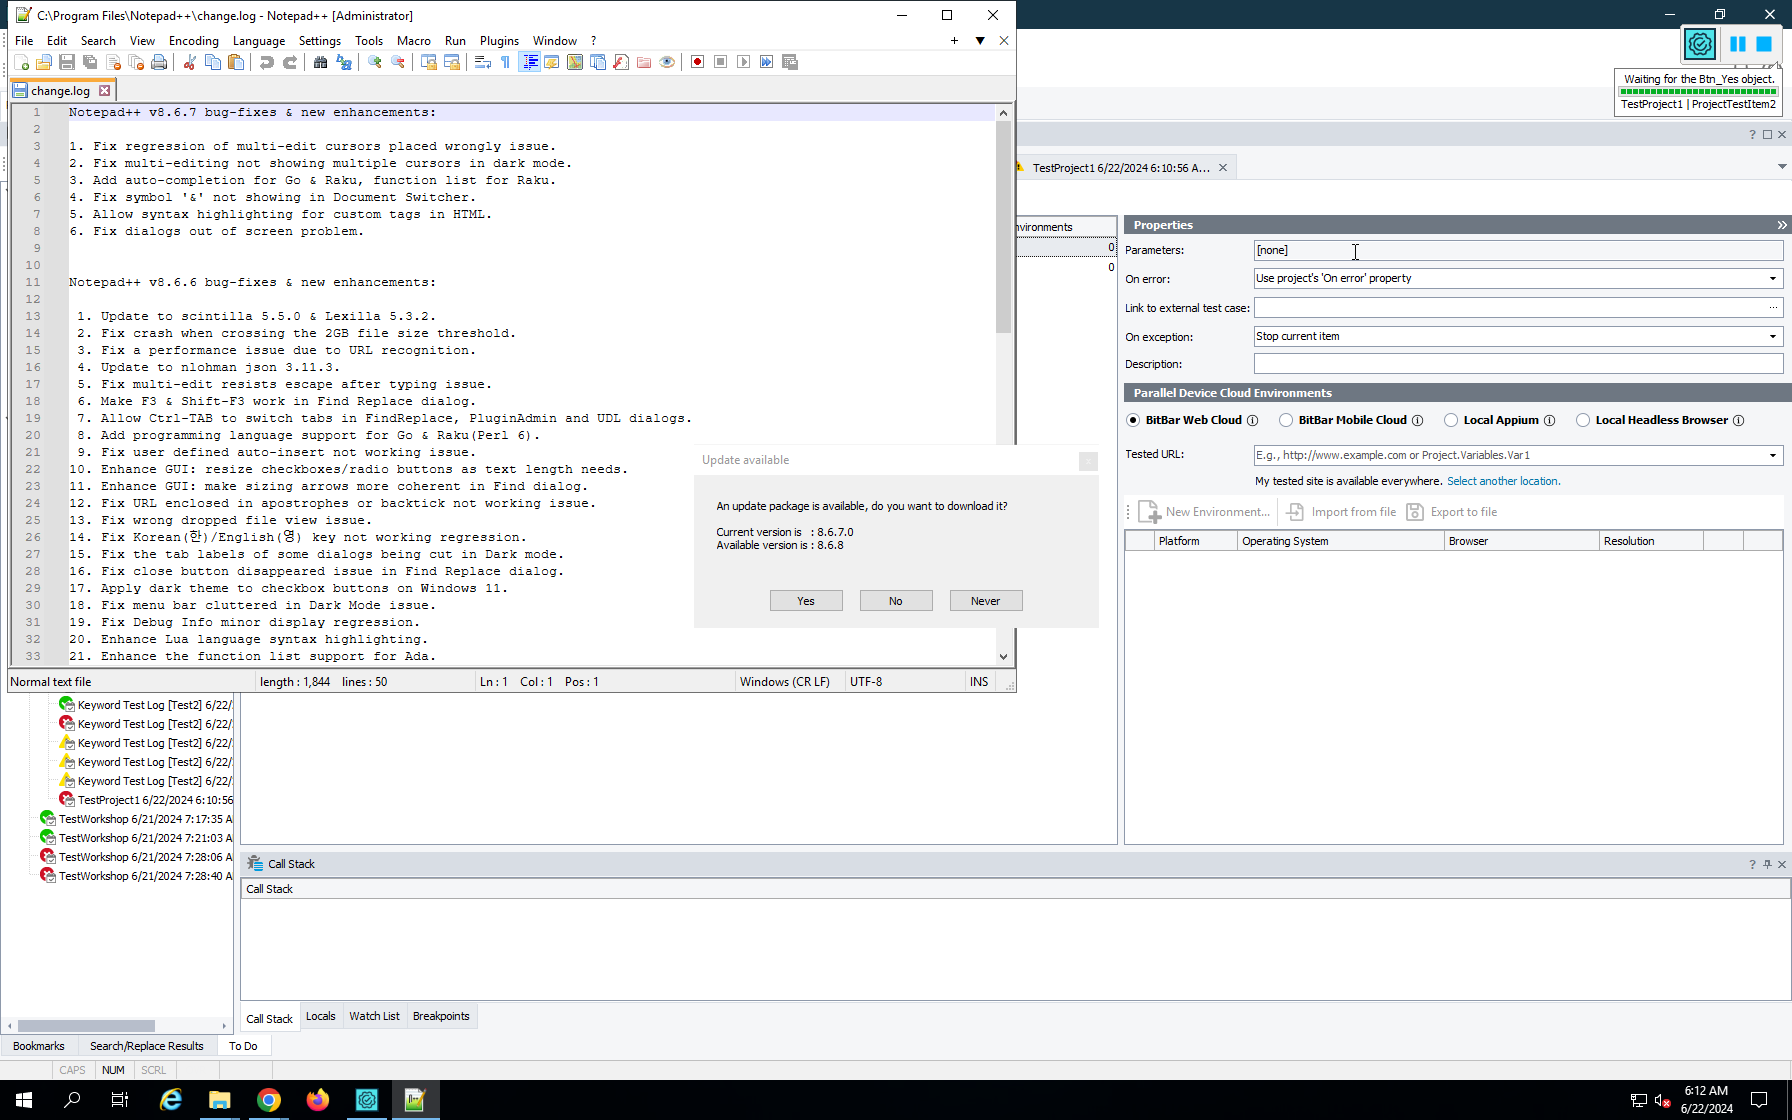 C:\Program Files\Notepad++\change.log - Notepad++ [Administrator]
File Edit Search View Encoding Language Settings Tools Macro Run Plugins Window ?
change.log
1 Notepad++ v8.6.7 bug-fixes & new enhancements:
2
3 1. Fix regression of multi-edit cursors placed wrongly issue.
4 2. Fix multi-editing not showing multiple cursors in dark mode.
5 3. Add auto-completion for Go & Raku, function list for Raku.
6 4. Fix symbol '&' not showing in Document Switcher.
7 5. Allow syntax highlighting for custom tags in HTML.
8 6. Fix dialogs out of screen problem.
9
10
11 Notepad++ v8.6.6 bug-fixes & new enhancements:
12
13 1. Update to scintilla 5.5.0 & Lexilla 5.3.2.
14 2. Fix crash when crossing the 2GB file size threshold.
15 3. Fix a performance issue due to URL recognition.
16 4. Update to nlohman json 3.11.3.
17 5. Fix multi-edit resists escape after typing issue.
18 6. Make F3 & Shift-F3 work in Find Replace dialog.
19 7. Allow Ctrl-TAB to switch tabs in FindReplace, PluginAdmin and UDL dialogs.
20 8. Add programming language support for Go & Raku(Perl 6).
21 9. Fix user defined auto-insert not working issue.
22 10. Enhance GUI: resize checkboxes/radio buttons as text length needs.
23 11. Enhance GUI: make sizing arrows more coherent in Find dialog.
24 12. Fix URL enclosed in apostrophes or backtick not working issue.
25 13. Fix wrong dropped file view issue.
26 14. Fix Korean(한)/English(영) key not working regression.
27 15. Fix the tab labels of some dialogs being cut in Dark mode.
28 16. Fix close button disappeared issue in Find Replace dialog.
29 17. Apply dark theme to checkbox buttons on Windows 11.
30 18. Fix menu bar cluttered in Dark Mode issue.
31 19. Fix Debug Info minor display regression.
32 20. Enhance Lua language syntax highlighting.
33 21. Enhance the function list support for Ada.
Normal text file length : 1,844 lines : 50 Ln : 1 Col : 1 Pos : 1 Windows (CR LF) UTF-8 INS
Update available
An update package is available, do you want to download it?
Current version is : 8.6.7.0
Available version is : 8.6.8
Yes No Never
Waiting for the Btn_Yes object.
TestProject1 | ProjectTestItem2
TestProject1 6/22/2024 6:10:56 A...
nvironments
0
0
Properties
Parameters: [none]
On error: Use project's 'On error' property
Link to external test case:
On exception: Stop current item
Description:
Parallel Device Cloud Environments
BitBar Web Cloud BitBar Mobile Cloud Local Appium Local Headless Browser
Tested URL: E.g., http://www.example.com or Project.Variables.Var1
My tested site is available everywhere. Select another location.
New Environment... Import from file Export to file
Platform Operating System Browser Resolution
Keyword Test Log [Test2] 6/22/
Keyword Test Log [Test2] 6/22/
Keyword Test Log [Test2] 6/22/
Keyword Test Log [Test2] 6/22/
Keyword Test Log [Test2] 6/22/
TestProject1 6/22/2024 6:10:56
TestWorkshop 6/21/2024 7:17:35 A
TestWorkshop 6/21/2024 7:21:03 A
TestWorkshop 6/21/2024 7:28:06 A
TestWorkshop 6/21/2024 7:28:40 A
Call Stack
Call Stack
Call Stack Locals Watch List Breakpoints
Bookmarks Search/Replace Results To Do
CAPS NUM SCRL
6:12 AM
6/22/2024